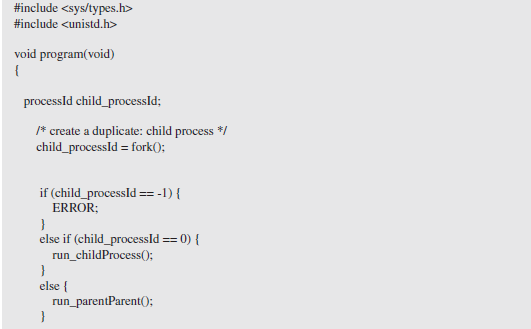 #include <sys/types.h>
#include <unistd.h>
void program(void)
{
processId child_processId;
/* create a duplicate: child process */
child_processId = fork();
if (child_processId == -1) {
ERROR;
}
else if (child_processId == 0) {
run_childProcess();
}
else {
run_parentParent();
}